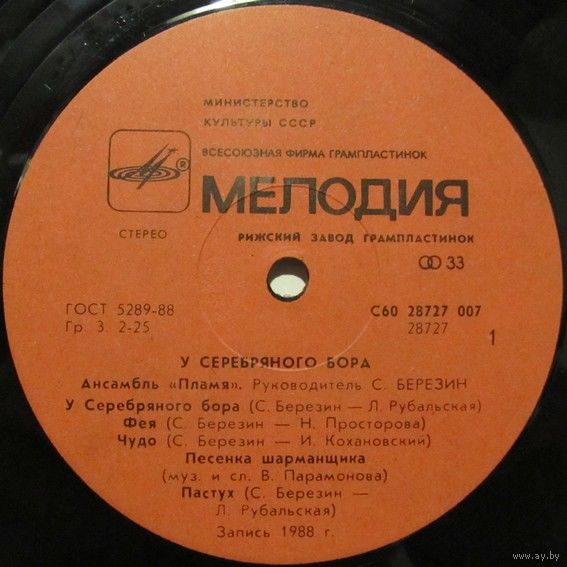 МИНИСТЕРСТВО
КУЛЬТУРЫ СССР
ВСЕСОЮЗНАЯ ФИРМА ГРАМПЛАСТИНОК
®
МЕЛОДИЯ
СТЕРЕО
РИЖСКИЙ ЗАВОД ГРАМПЛАСТИНОК
33
ГОСТ 5289-88
Гр. 3. 2-25
С60 28727 007
28727
1
У СЕРЕБРЯНОГО БОРА
Ансамбль «Пламя». Руководитель С. БЕРЕЗИН
У Серебряного бора (С. Березин — Л. Рубальская)
Фея (С. Березин — Н. Просторова)
Чудо (С. Березин — И. Кохановский)
Песенка шарманщика
(муз. и сл. В. Парамонова)
Пастух (С. Березин —
Л. Рубальская)
Запись 1988 г.
www.ay.by